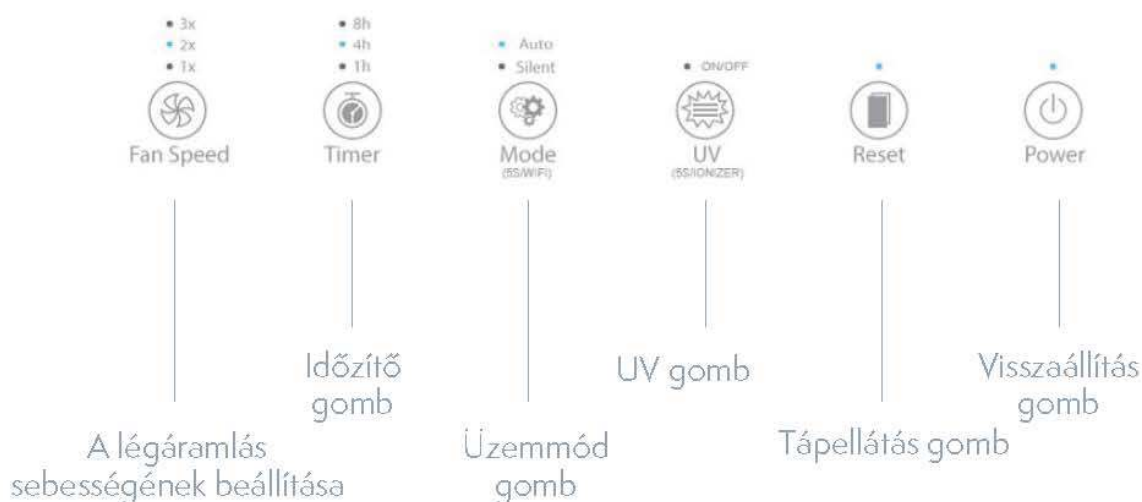 3x
2x
1x
Fan Speed
8h
4h
1h
Timer
Auto
Silent
Mode
(5S/WIFI)
ON/OFF
UV
(5S/IONIZER)
Reset
Power
A légáramlás
sebességének beállítása
Időzítő
gomb
Üzemmód
gomb
UV gomb
Tápellátás gomb
Visszaállítás
gomb